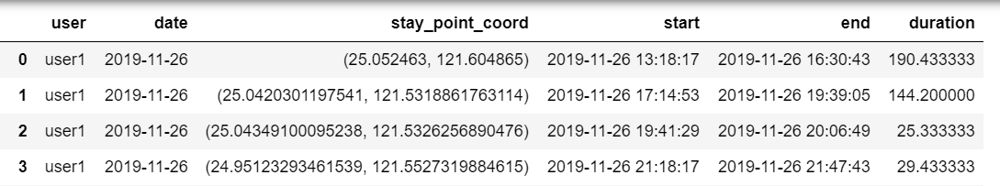 user date stay_point_coord start end duration
0 user1 2019-11-26 (25.052463, 121.604865) 2019-11-26 13:18:17 2019-11-26 16:30:43 190.433333
1 user1 2019-11-26 (25.0420301197541, 121.5318861763114) 2019-11-26 17:14:53 2019-11-26 19:39:05 144.200000
2 user1 2019-11-26 (25.04349100095238, 121.5326256890476) 2019-11-26 19:41:29 2019-11-26 20:06:49 25.333333
3 user1 2019-11-26 (24.95123293461539, 121.5527319884615) 2019-11-26 21:18:17 2019-11-26 21:47:43 29.433333